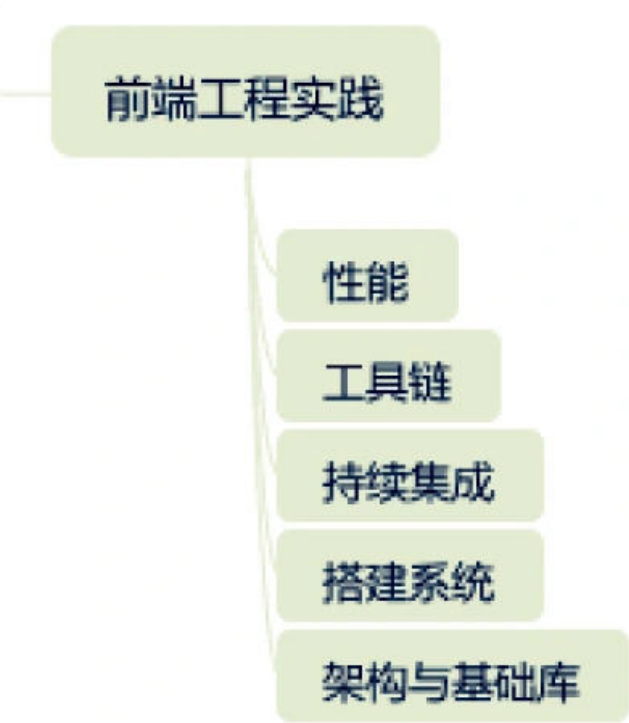 前端工程实践
性能
工具链
持续集成
搭建系统
架构与基础库